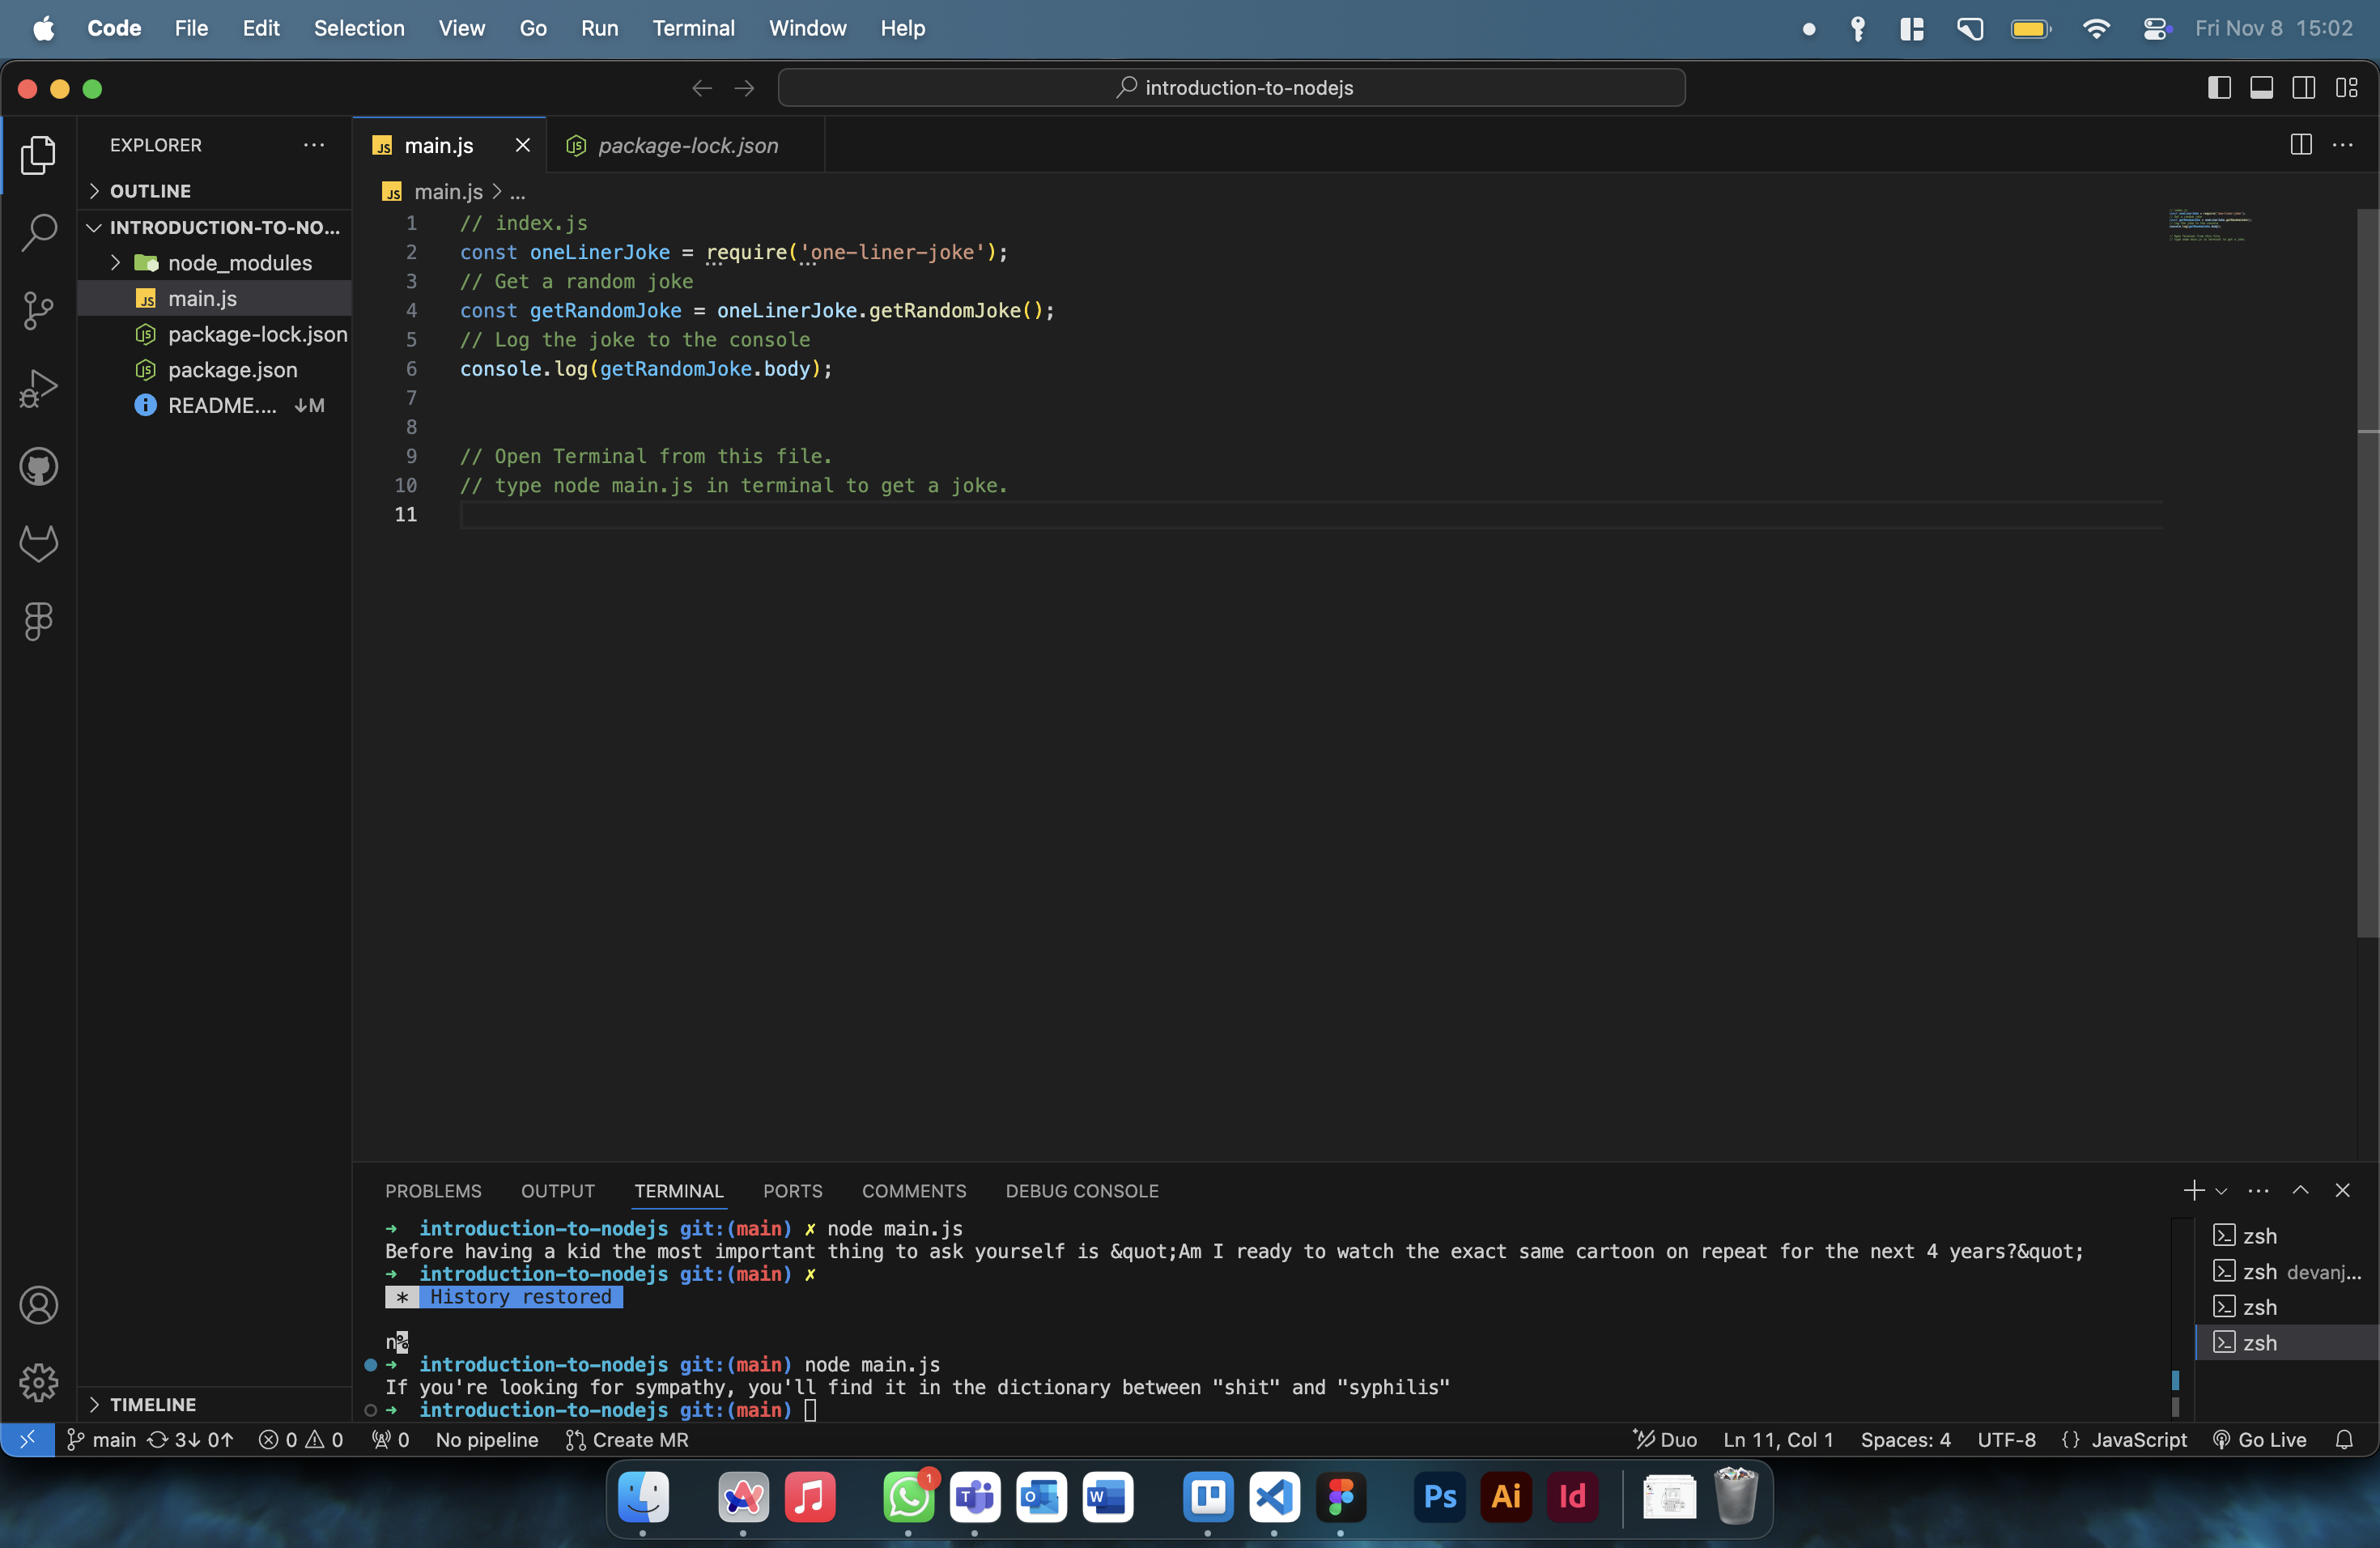 Code File Edit Selection View Go Run Terminal Window Help Fri Nov 8 15:02
introduction-to-nodejs
EXPLORER
OUTLINE
INTRODUCTION-TO-NO...
node_modules
JS main.js
package-lock.json
package.json
README.... ↓M
TIMELINE
JS main.js package-lock.json
JS main.js > ...
1 // index.js
2 const oneLinerJoke = require('one-liner-joke');
3 // Get a random joke
4 const getRandomJoke = oneLinerJoke.getRandomJoke();
5 // Log the joke to the console
6 console.log(getRandomJoke.body);
7
8
9 // Open Terminal from this file.
10 // type node main.js in terminal to get a joke.
11
PROBLEMS OUTPUT TERMINAL PORTS COMMENTS DEBUG CONSOLE
→ introduction-to-nodejs git:(main) ✗ node main.js
Before having a kid the most important thing to ask yourself is &quot;Am I ready to watch the exact same cartoon on repeat for the next 4 years?&quot;
→ introduction-to-nodejs git:(main) ✗
* History restored
n%
→ introduction-to-nodejs git:(main) node main.js
If you're looking for sympathy, you'll find it in the dictionary between "shit" and "syphilis"
→ introduction-to-nodejs git:(main)
zsh
zsh devanj...
zsh
zsh
main 3↓ 0↑ 0 0 0 No pipeline Create MR Duo Ln 11, Col 1 Spaces: 4 UTF-8 {} JavaScript Go Live
1 T O W Ps Ai Id